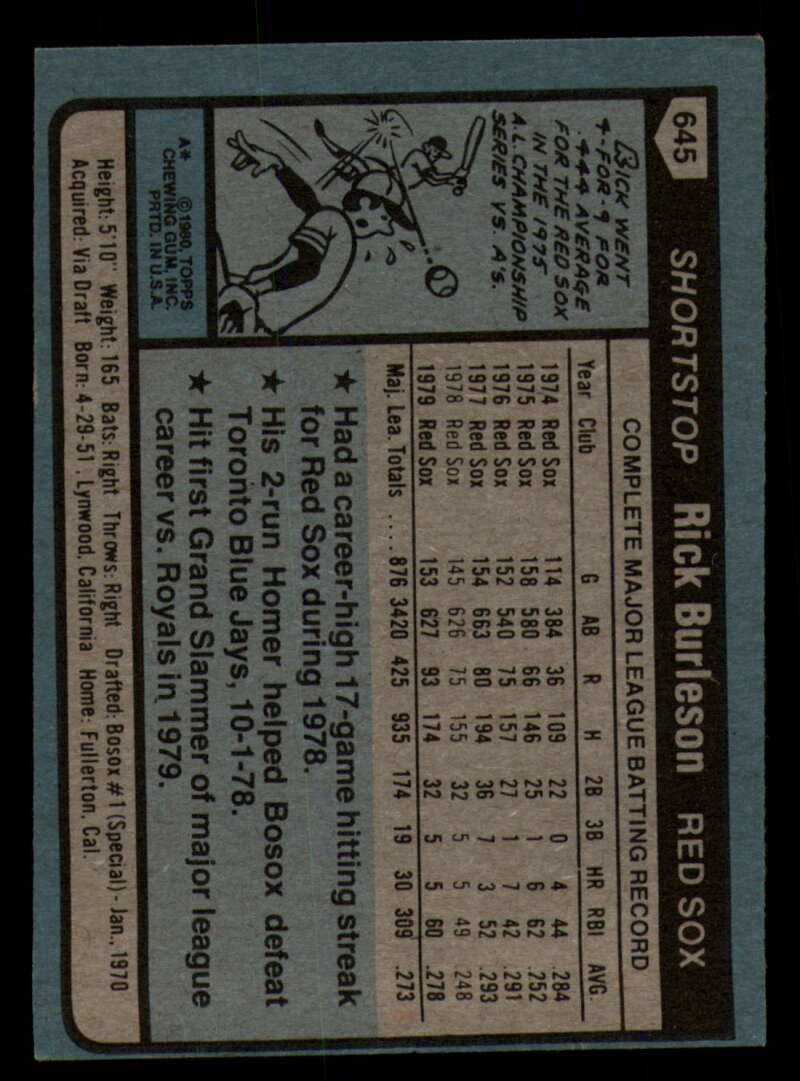 645
SHORTSTOP Rick Burleson RED SOX
RICK WENT
4-FOR-9 FOR
.444 AVERAGE
FOR THE RED SOX
IN THE 1975
A.L. CHAMPIONSHIP
SERIES VS. A'S.
COMPLETE MAJOR LEAGUE BATTING RECORD
Year Club G AB R H 2B 3B HR RBI AVG.
1974 Red Sox 114 384 36 109 22 0 4 44 .284
1975 Red Sox 158 580 66 146 25 1 6 62 .252
1976 Red Sox 152 540 75 157 27 1 7 42 .291
1977 Red Sox 154 663 80 194 36 7 3 52 .293
1978 Red Sox 145 626 75 155 32 5 5 49 .248
1979 Red Sox 153 627 93 174 32 5 5 60 .278
Maj. Lea. Totals .... 876 3420 425 935 174 19 30 309 .273
★ Had a career-high 17-game hitting streak
for Red Sox during 1978.
★ His 2-run Homer helped Bosox defeat
Toronto Blue Jays, 10-1-78.
★ Hit first Grand Slammer of major league
career vs. Royals in 1979.
A* © 1980, TOPPS
CHEWING GUM, INC.
PRTD. IN U.S.A.
Height: 5'10" Weight: 165 Bats: Right Throws: Right Drafted: Bosox #1 (Special) - Jan., 1970
Acquired: Via Draft Born: 4-29-51, Lynwood, California Home: Fullerton, Cal.